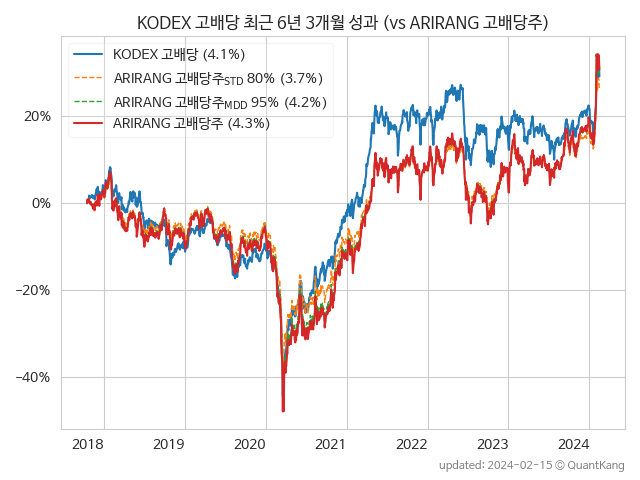 KODEX 고배당 최근 6년 3개월 성과 (vs ARIRANG 고배당주)
KODEX 고배당 (4.1%)
ARIRANG 고배당주STD 80% (3.7%)
ARIRANG 고배당주MDD 95% (4.2%)
ARIRANG 고배당주 (4.3%)
20%
0%
−20%
−40%
2018 2019 2020 2021 2022 2023 2024
updated: 2024-02-15 ⓒ QuantKang